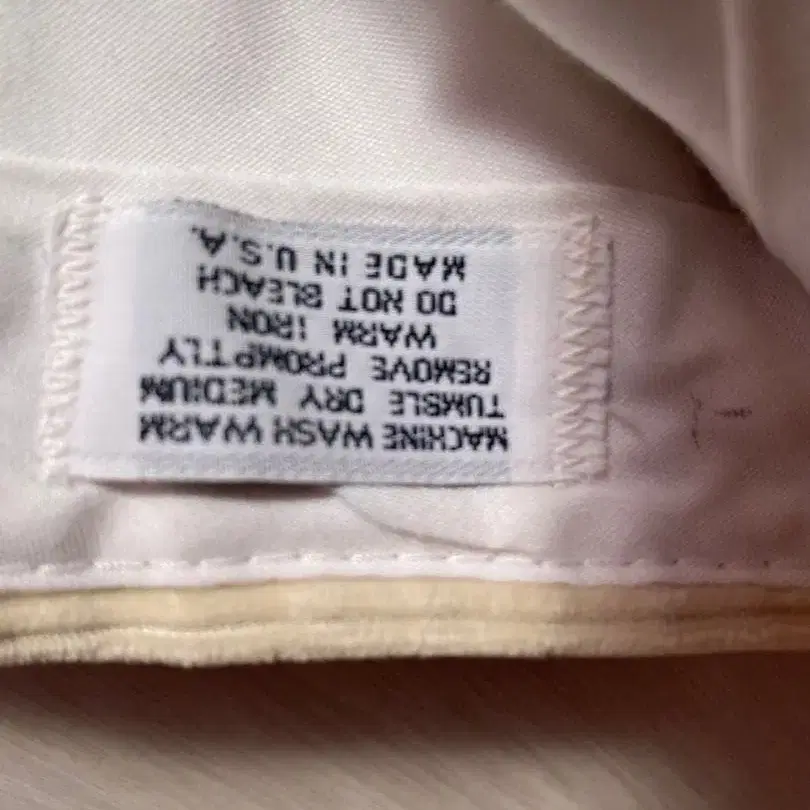 MACHINE WASH WARM
TUMBLE DRY MEDIUM
REMOVE PROMPTLY
WARM IRON
DO NOT BLEACH
MADE IN U.S.A.